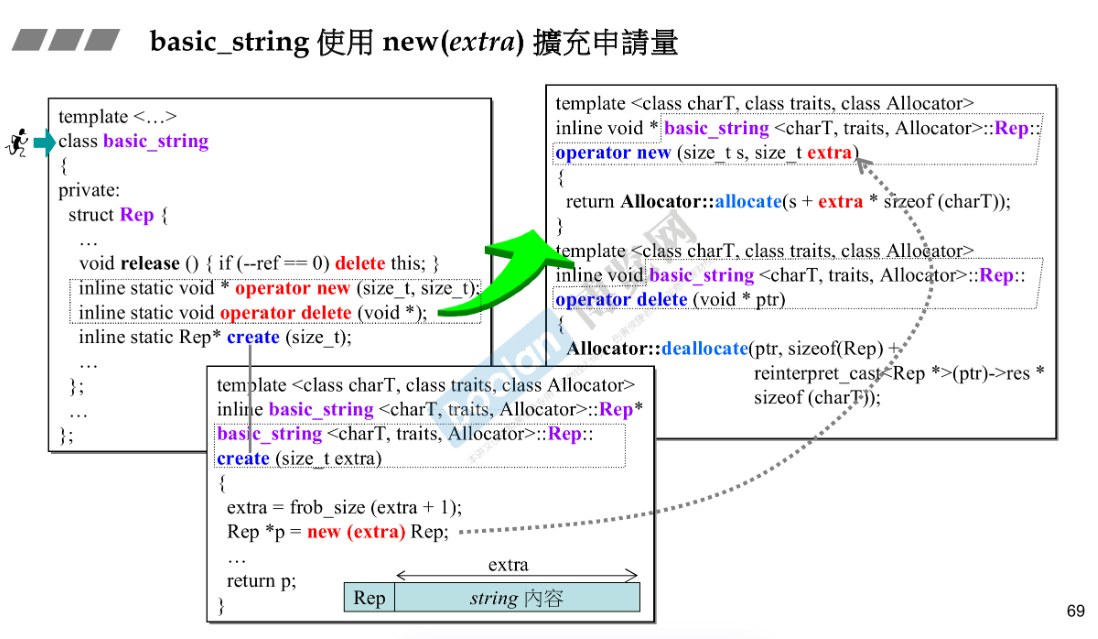 basic_string 使用 new(extra) 擴充申請量
template <…>
class basic_string
{
private:
struct Rep {
…
void release () { if (--ref == 0) delete this; }
inline static void * operator new (size_t, size_t);
inline static void operator delete (void *);
inline static Rep* create (size_t);
…
};
…
};
template <class charT, class traits, class Allocator>
inline void * basic_string <charT, traits, Allocator>::Rep::
operator new (size_t s, size_t extra)
{
return Allocator::allocate(s + extra * sizeof (charT));
}
template <class charT, class traits, class Allocator>
inline void basic_string <charT, traits, Allocator>::Rep::
operator delete (void * ptr)
{
Allocator::deallocate(ptr, sizeof(Rep) +
reinterpret_cast<Rep *>(ptr)->res *
sizeof (charT));
}
template <class charT, class traits, class Allocator>
inline basic_string <charT, traits, Allocator>::Rep*
basic_string <charT, traits, Allocator>::Rep::
create (size_t extra)
{
extra = frob_size (extra + 1);
Rep *p = new (extra) Rep;
…
return p;
}
extra
Rep
string 內容
69
Boolan
博览网